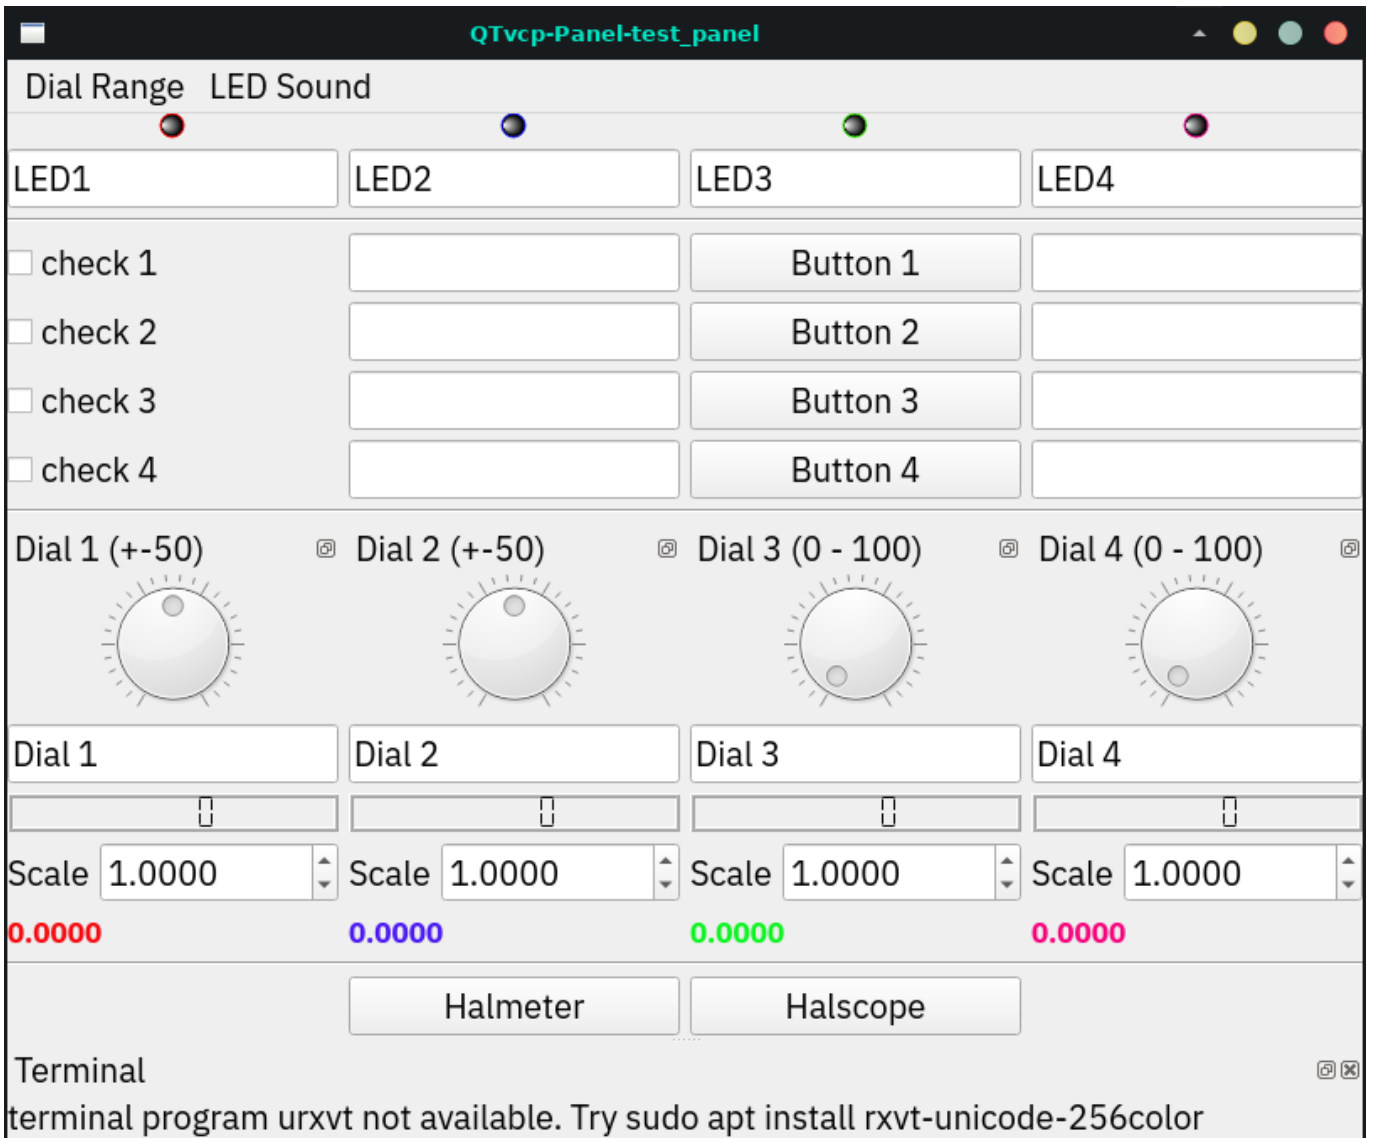 QTvcp-Panel-test_panel
Dial Range LED Sound
LED1 LED2 LED3 LED4
check 1 Button 1
check 2 Button 2
check 3 Button 3
check 4 Button 4
Dial 1 (+-50) Dial 2 (+-50) Dial 3 (0 - 100) Dial 4 (0 - 100)
Dial 1 Dial 2 Dial 3 Dial 4
0 0 0 0
Scale 1.0000 Scale 1.0000 Scale 1.0000 Scale 1.0000
0.0000 0.0000 0.0000 0.0000
Halmeter Halscope
Terminal
terminal program urxvt not available. Try sudo apt install rxvt-unicode-256color